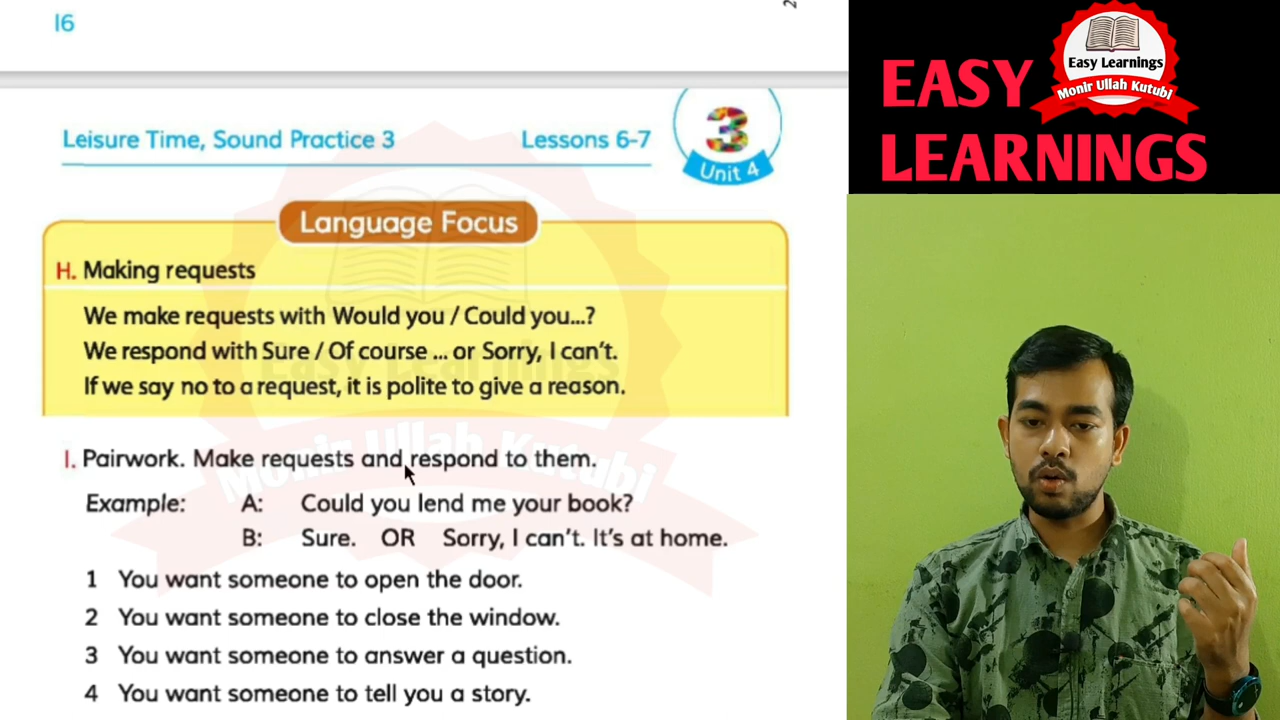 16
Leisure Time, Sound Practice 3
Lessons 6-7
3
Unit 4
Language Focus
H. Making requests
We make requests with Would you / Could you...?
We respond with Sure / Of course ... or Sorry, I can't.
If we say no to a request, it is polite to give a reason.
I. Pairwork. Make requests and respond to them.
Example: A: Could you lend me your book?
B: Sure. OR Sorry, I can't. It's at home.
1 You want someone to open the door.
2 You want someone to close the window.
3 You want someone to answer a question.
4 You want someone to tell you a story.
EASY
LEARNINGS
Easy Learnings
Monir Ullah Kutubi
Easy Learnings
Monir Ullah Kutubi